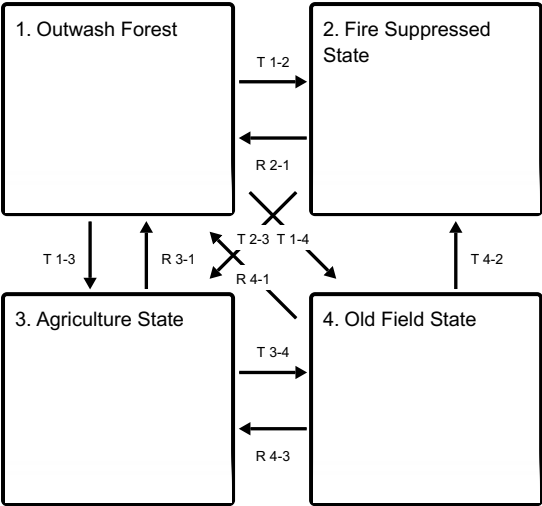 1. Outwash Forest
2. Fire Suppressed
State
T 1-2
R 2-1
T 2-3
T 1-4
T 1-3
R 3-1
R 4-1
T 4-2
3. Agriculture State
4. Old Field State
T 3-4
R 4-3